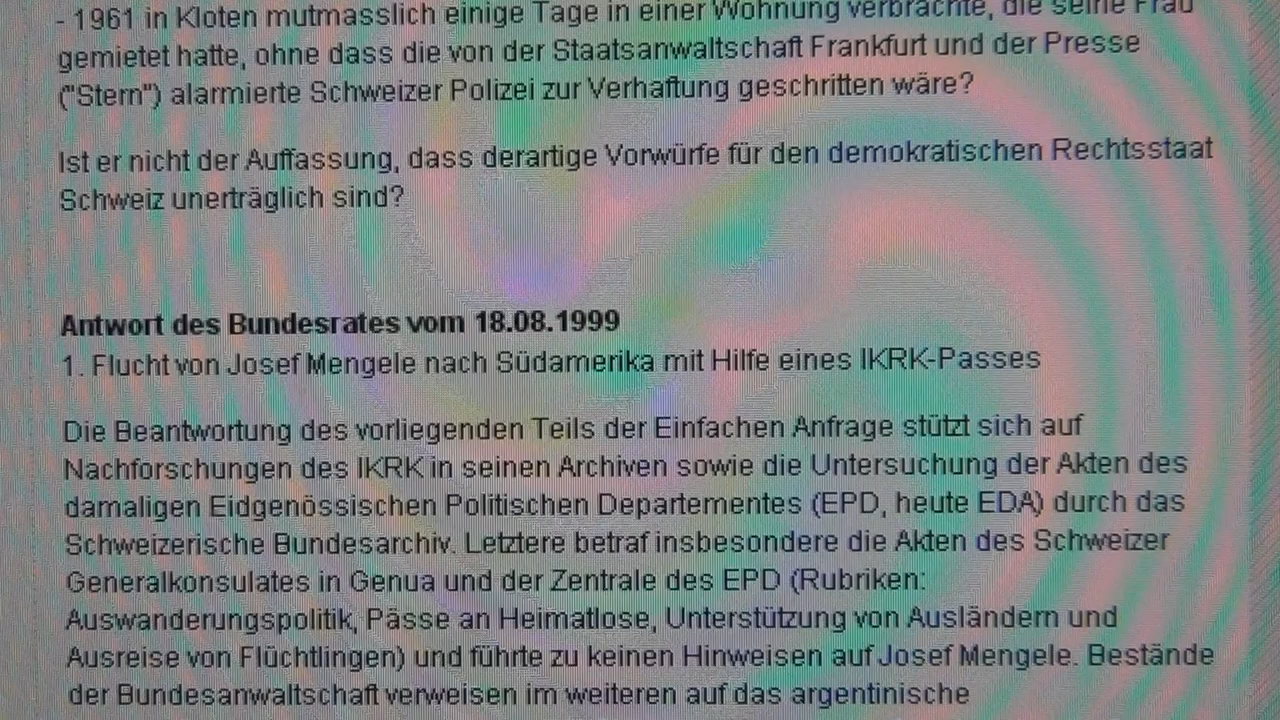 - 1961 in Kloten mutmasslich einige Tage in einer Wohnung verbrachte, die seine Frau
gemietet hatte, ohne dass die von der Staatsanwaltschaft Frankfurt und der Presse
("Stern") alarmierte Schweizer Polizei zur Verhaftung geschritten wäre?
Ist er nicht der Auffassung, dass derartige Vorwürfe für den demokratischen Rechtsstaat
Schweiz unerträglich sind?
Antwort des Bundesrates vom 18.08.1999
1. Flucht von Josef Mengele nach Südamerika mit Hilfe eines IKRK-Passes
Die Beantwortung des vorliegenden Teils der Einfachen Anfrage stützt sich auf
Nachforschungen des IKRK in seinen Archiven sowie die Untersuchung der Akten des
damaligen Eidgenössischen Politischen Departementes (EPD, heute EDA) durch das
Schweizerische Bundesarchiv. Letztere betraf insbesondere die Akten des Schweizer
Generalkonsulates in Genua und der Zentrale des EPD (Rubriken:
Auswanderungspolitik, Pässe an Heimatlose, Unterstützung von Ausländern und
Ausreise von Flüchtlingen) und führte zu keinen Hinweisen auf Josef Mengele. Bestände
der Bundesanwaltschaft verweisen im weiteren auf das argentinische